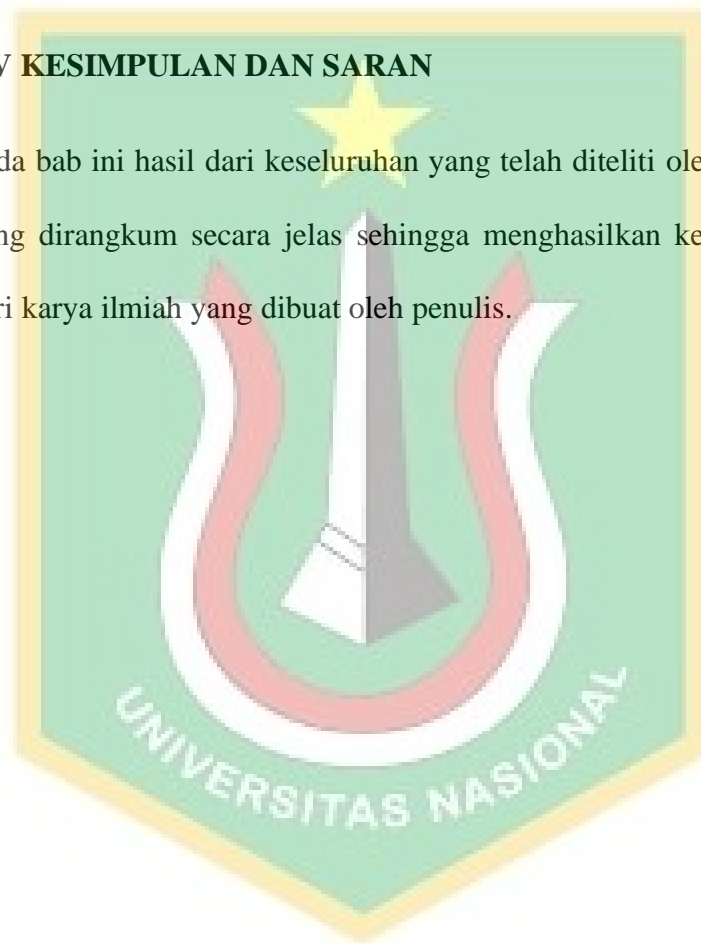 V KESIMPULAN DAN SARAN
da bab ini hasil dari keseluruhan yang telah diteliti ole
ng dirangkum secara jelas sehingga menghasilkan ke
ri karya ilmiah yang dibuat oleh penulis.
UNIVERSITAS NASIONAL